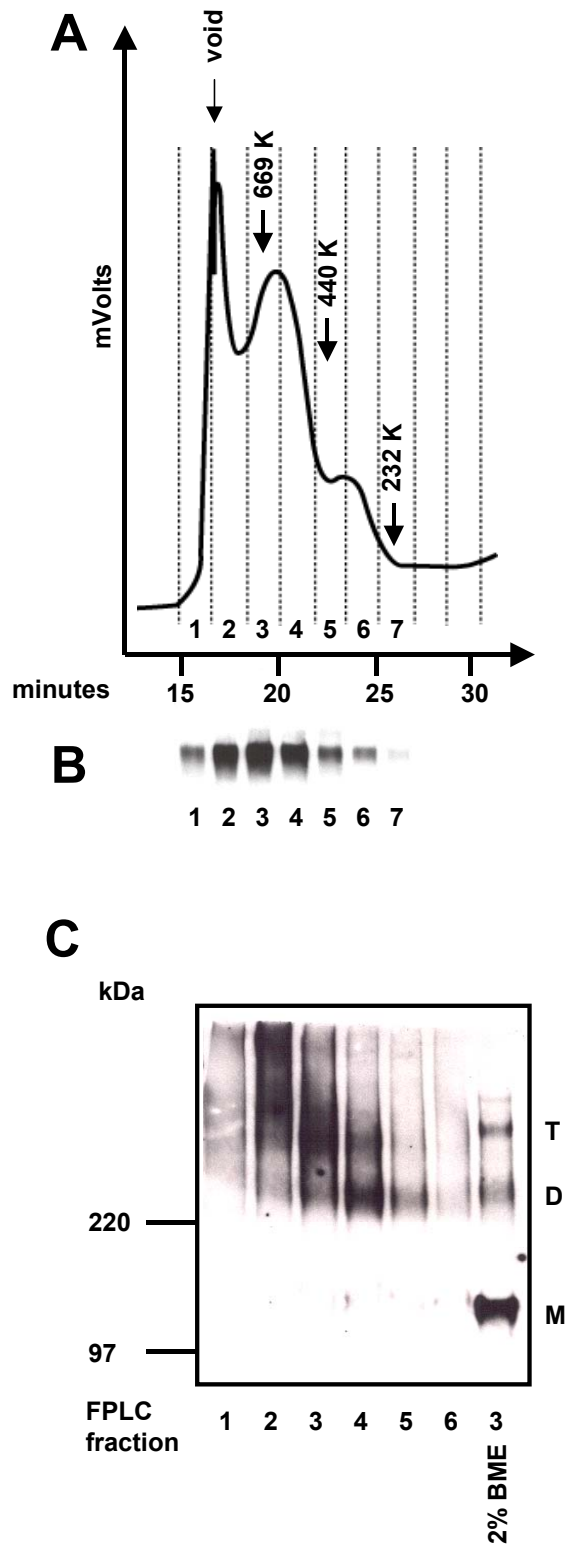 A
void
669 K
440 K
232 K
mVolts
1 2 3 4 5 6 7
minutes 15 20 25 30
B
1 2 3 4 5 6 7
C
kDa
T
D
220
M
97
FPLC fraction
1 2 3 4 5 6 3
2% BME